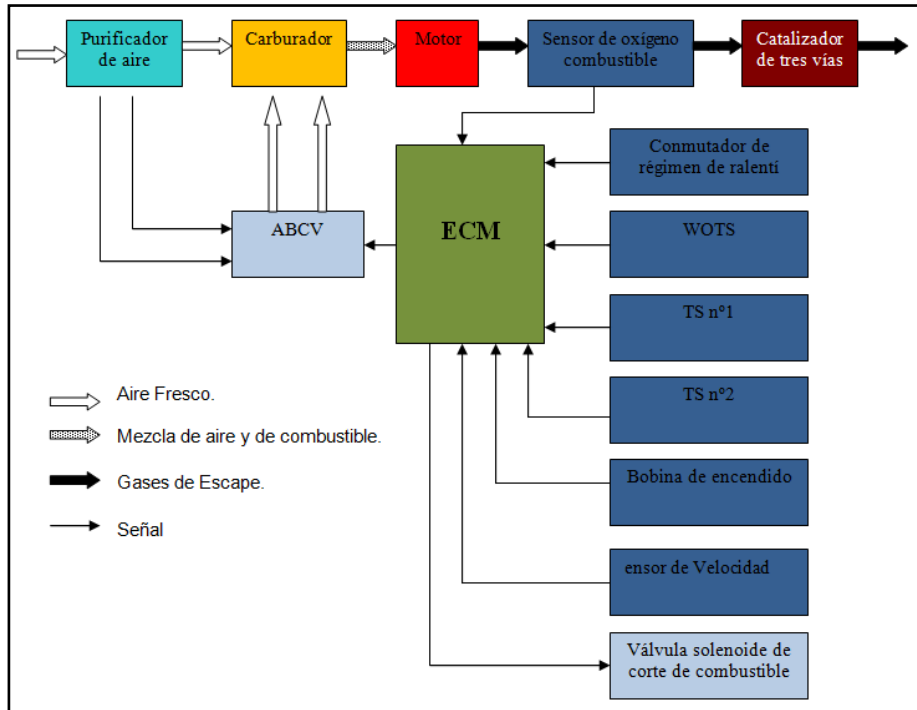 Purificador
de aire
Carburador
Motor
Sensor de oxígeno
combustible
Catalizador
de tres vías
Conmutador de
régimen de ralentí
ECM
ABCV
WOTS
TS nº1
TS nº2
Bobina de encendido
ensor de Velocidad
Válvula solenoide de
corte de combustible
Aire Fresco.
Mezcla de aire y de combustible.
Gases de Escape.
Señal